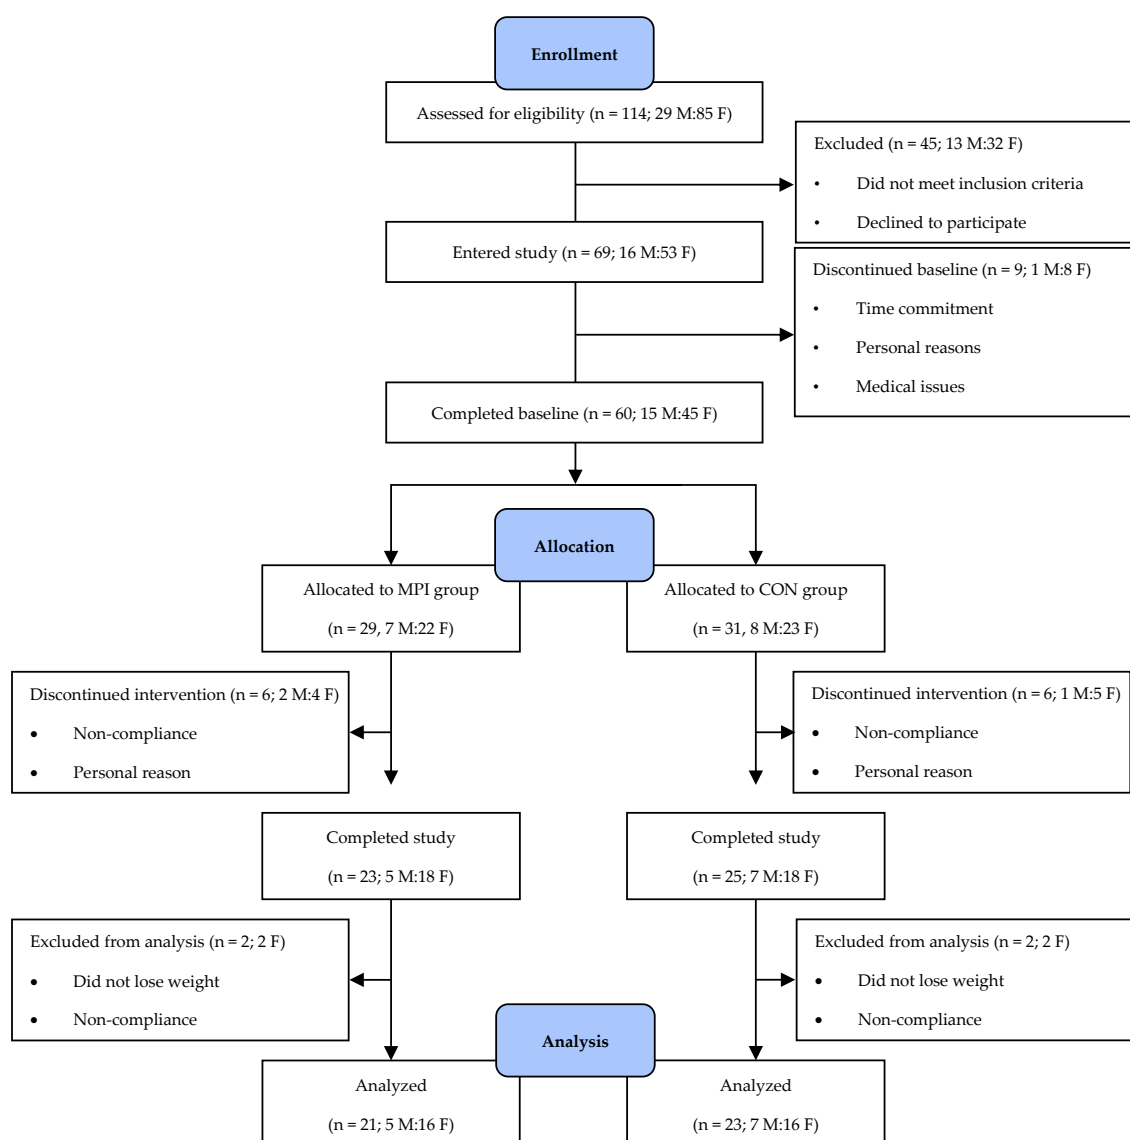 Enrollment
Assessed for eligibility (n = 114; 29 M:85 F)
Excluded (n = 45; 13 M:32 F)
• Did not meet inclusion criteria
• Declined to participate
Entered study (n = 69; 16 M:53 F)
Discontinued baseline (n = 9; 1 M:8 F)
• Time commitment
• Personal reasons
• Medical issues
Completed baseline (n = 60; 15 M:45 F)
Allocation
Allocated to MPI group
(n = 29, 7 M:22 F)
Allocated to CON group
(n = 31, 8 M:23 F)
Discontinued intervention (n = 6; 2 M:4 F)
• Non-compliance
• Personal reason
Discontinued intervention (n = 6; 1 M:5 F)
• Non-compliance
• Personal reason
Completed study
(n = 23; 5 M:18 F)
Completed study
(n = 25; 7 M:18 F)
Excluded from analysis (n = 2; 2 F)
• Did not lose weight
• Non-compliance
Excluded from analysis (n = 2; 2 F)
• Did not lose weight
• Non-compliance
Analysis
Analyzed
(n = 21; 5 M:16 F)
Analyzed
(n = 23; 7 M:16 F)